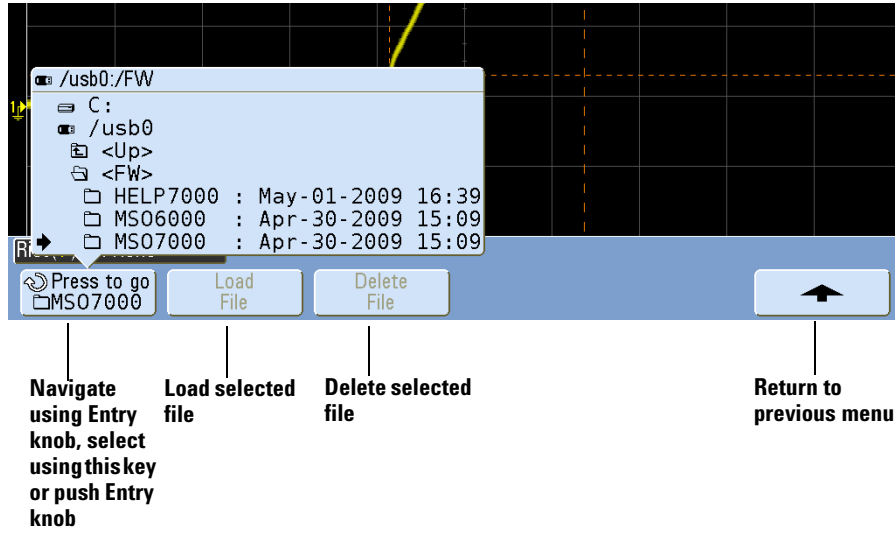 /usb0:/FW
C:
/usb0
<Up>
<FW>
HELP7000 : May-01-2009 16:39
MSO6000 : Apr-30-2009 15:09
MSO7000 : Apr-30-2009 15:09
1
Press to go
MSO7000
Load
File
Delete
File
Navigate
using Entry
knob, select
using this key
or push Entry
knob
Load selected
file
Delete selected
file
Return to
previous menu